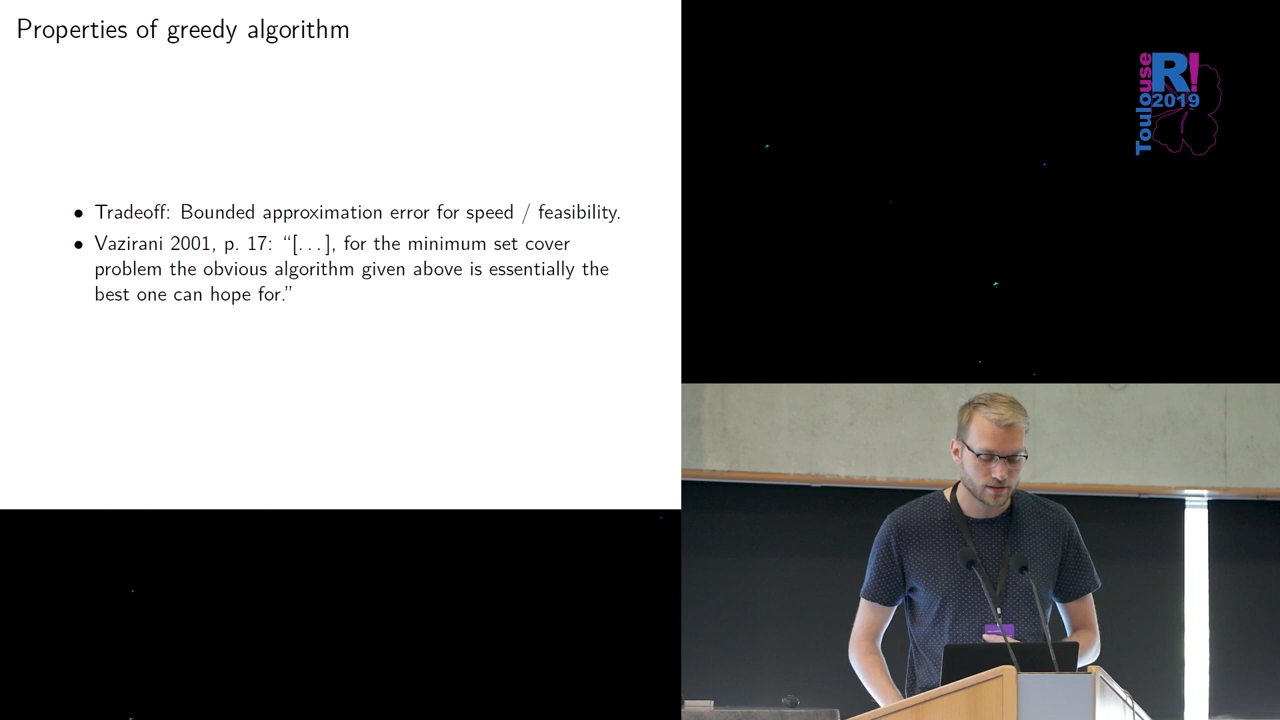 Properties of greedy algorithm
• Tradeoff: Bounded approximation error for speed / feasibility.
• Vazirani 2001, p. 17: “[. . . ], for the minimum set cover
problem the obvious algorithm given above is essentially the
best one can hope for.”
Toulouse
R!
2019